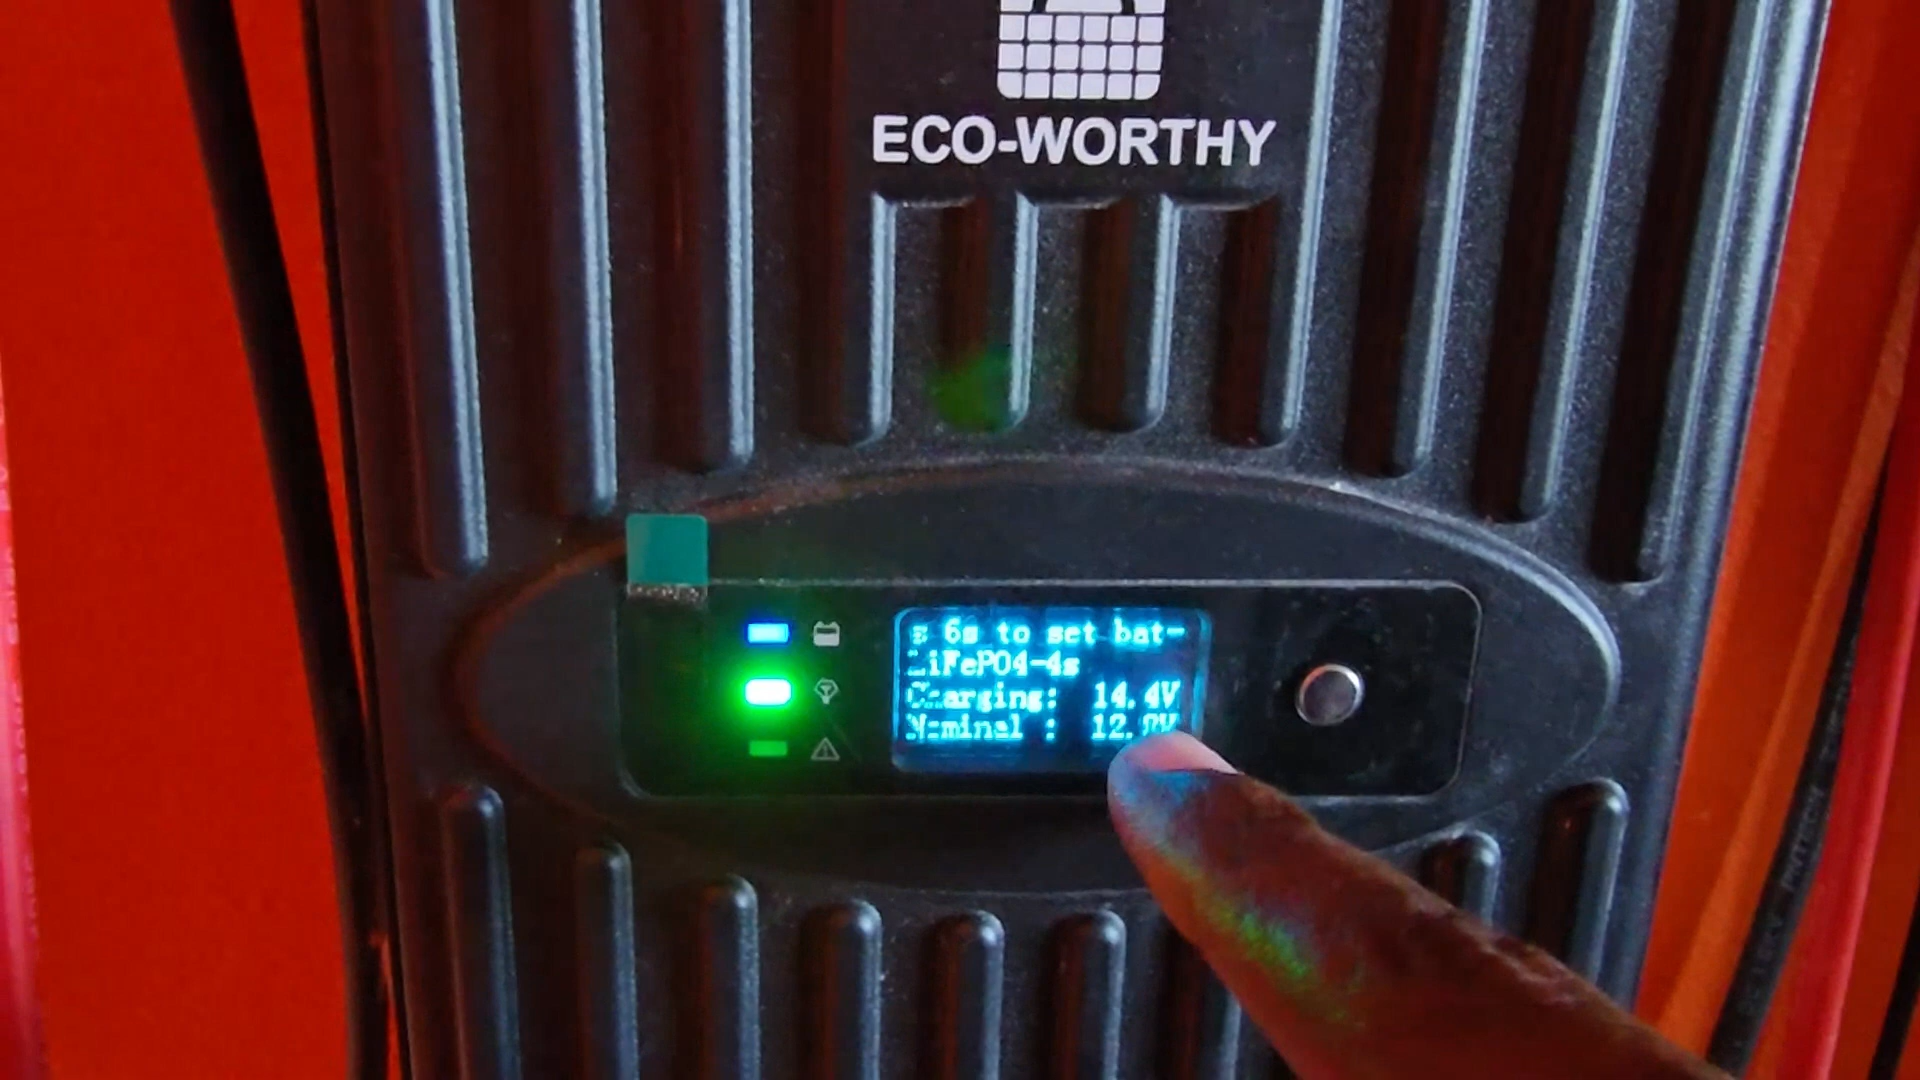 ECO-WORTHY
6s to set bat-
LiFePO4-4s
Charging: 14.4V
Nominal :